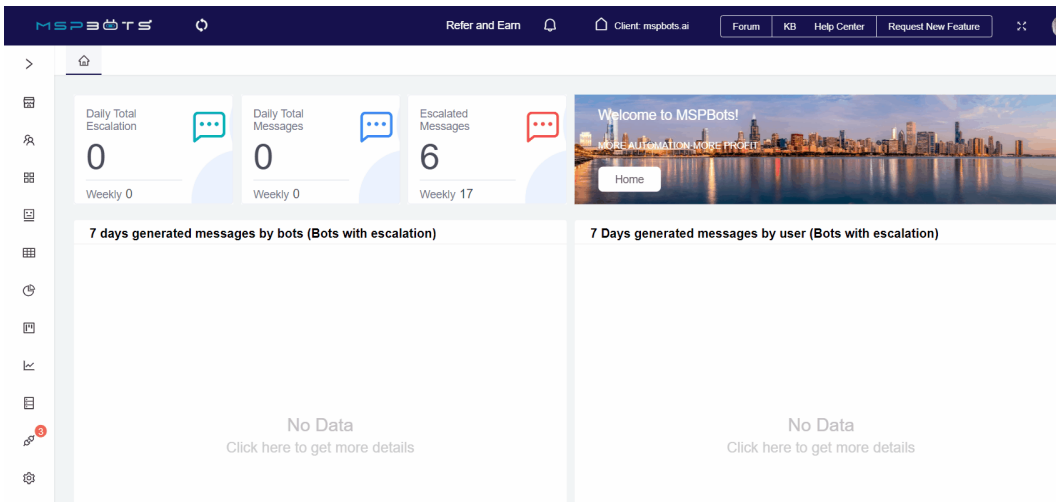 MSPBOTS
Refer and Earn
Client: mspbots.ai
Forum
KB
Help Center
Request New Feature
Daily Total
Escalation
0
Weekly 0
Daily Total
Messages
0
Weekly 0
Escalated
Messages
6
Weekly 17
Welcome to MSPBots!
MORE AUTOMATION MORE PROFIT
Home
7 days generated messages by bots (Bots with escalation)
No Data
Click here to get more details
7 Days generated messages by user (Bots with escalation)
No Data
Click here to get more details
3